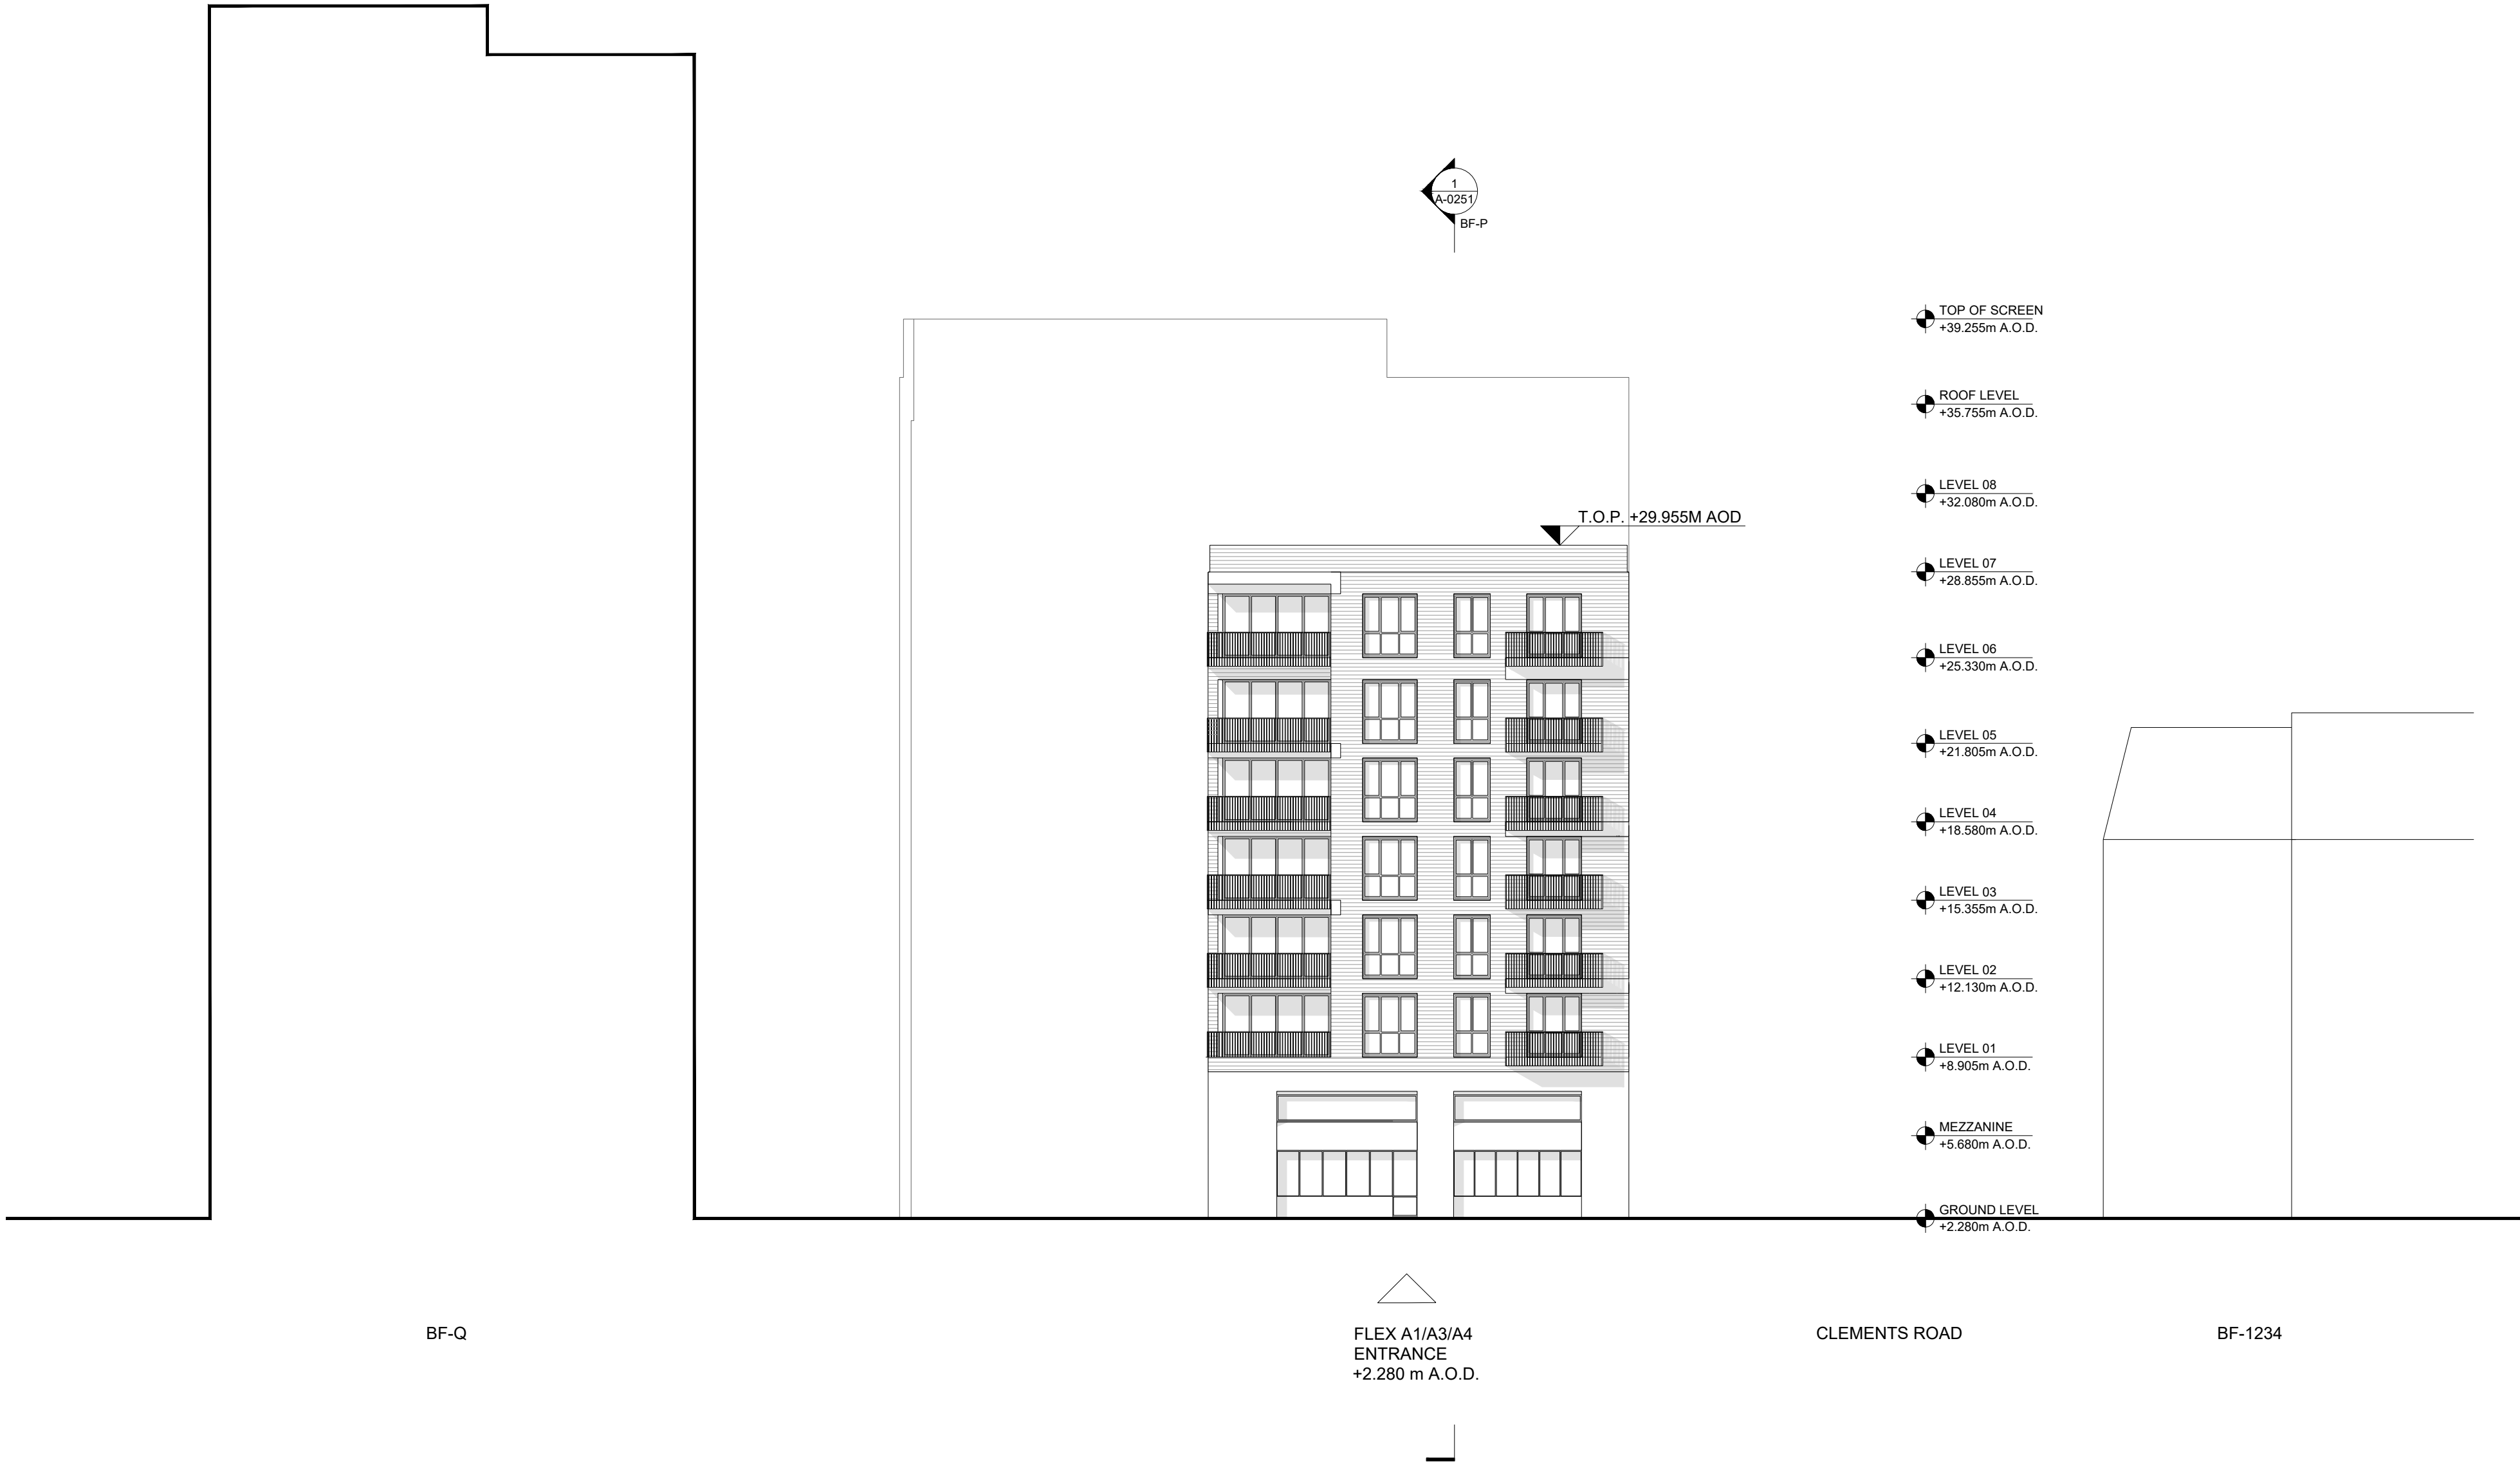 1
A-0251
BF-P
TOP OF SCREEN
+39.255m A.O.D.
ROOF LEVEL
+35.755m A.O.D.
LEVEL 08
+32.080m A.O.D.
T.O.P. +29.955M AOD
LEVEL 07
+28.855m A.O.D.
LEVEL 06
+25.330m A.O.D.
LEVEL 05
+21.805m A.O.D.
LEVEL 04
+18.580m A.O.D.
LEVEL 03
+15.355m A.O.D.
LEVEL 02
+12.130m A.O.D.
LEVEL 01
+8.905m A.O.D.
MEZZANINE
+5.680m A.O.D.
GROUND LEVEL
+2.280m A.O.D.
BF-Q
FLEX A1/A3/A4
ENTRANCE
+2.280 m A.O.D.
CLEMENTS ROAD
BF-1234